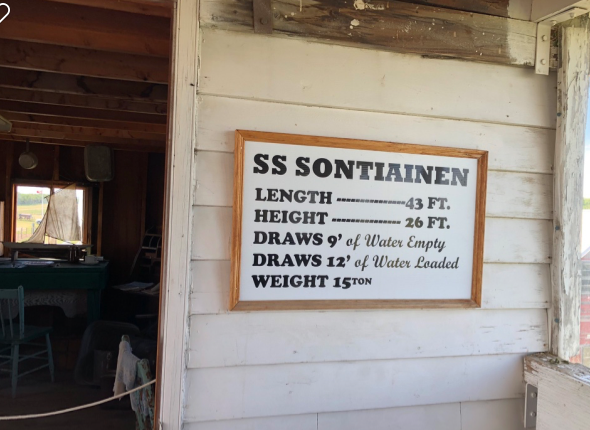 SS SONTIAINEN
LENGTH -------------43 FT.
HEIGHT ------------- 26 FT.
DRAWS 9' of Water Empty
DRAWS 12' of Water Loaded
WEIGHT 15TON